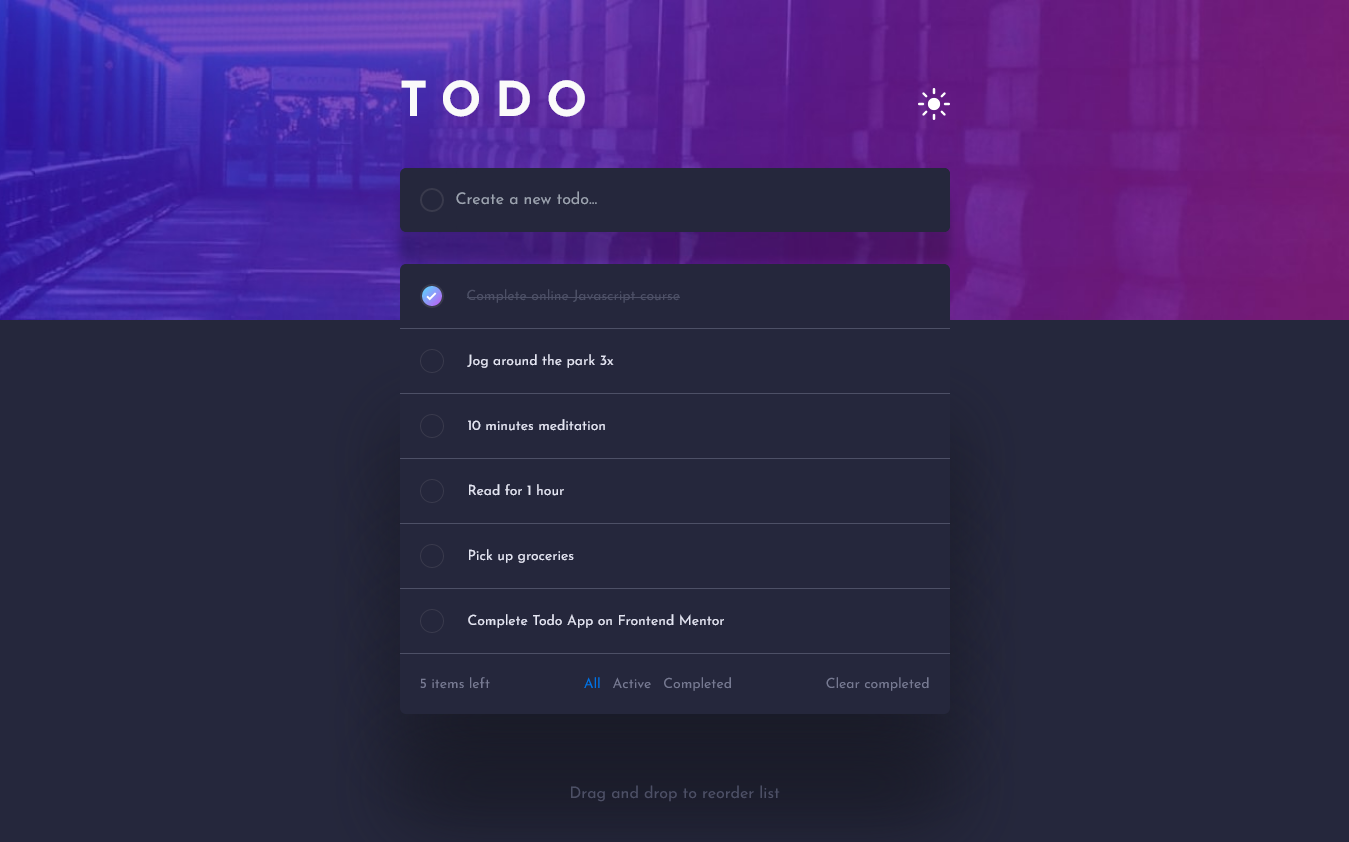 TODO
Create a new todo...
Complete online Javascript course
Jog around the park 3x
10 minutes meditation
Read for 1 hour
Pick up groceries
Complete Todo App on Frontend Mentor
5 items left All Active Completed Clear completed
Drag and drop to reorder list